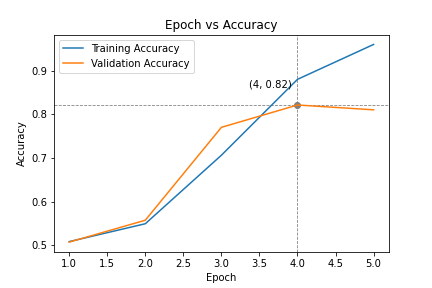 Epoch vs Accuracy
Training Accuracy
Validation Accuracy
(4, 0.82)
0.9
0.8
0.7
0.6
0.5
Accuracy
1.0 1.5 2.0 2.5 3.0 3.5 4.0 4.5 5.0
Epoch